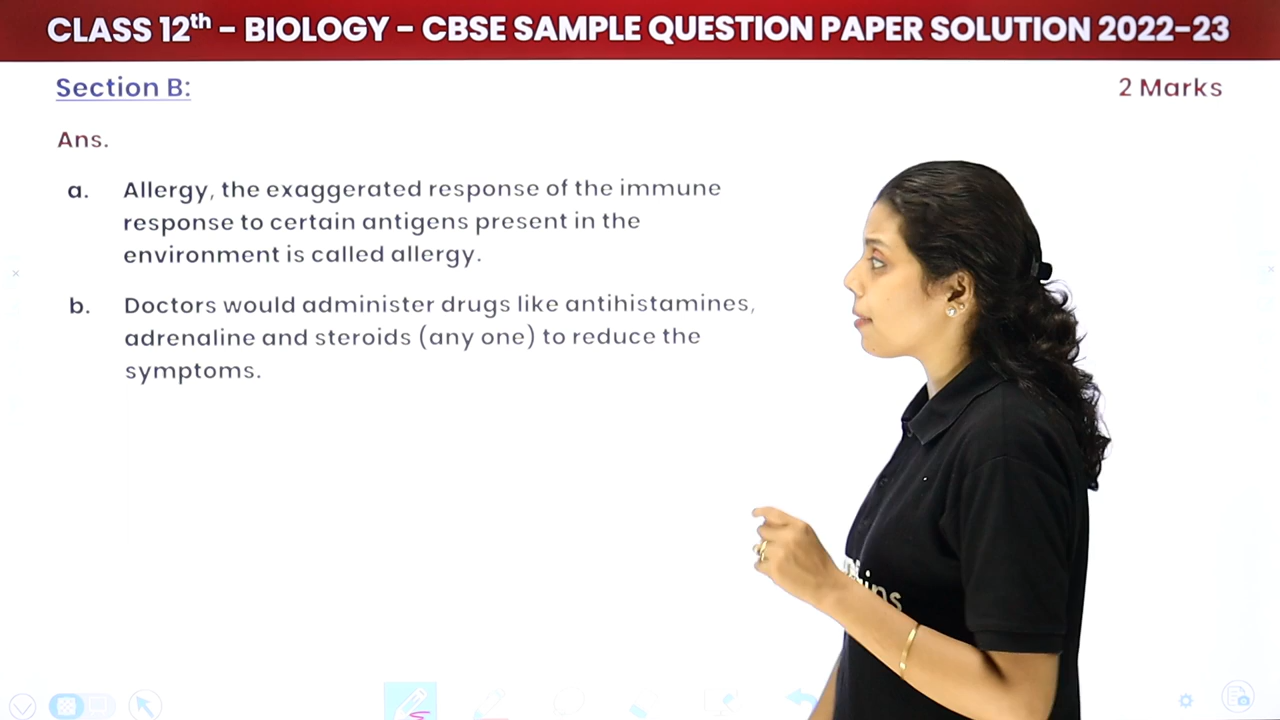 CLASS 12th - BIOLOGY - CBSE SAMPLE QUESTION PAPER SOLUTION 2022-23
Section B:
2 Marks
Ans.
a. Allergy, the exaggerated response of the immune
response to certain antigens present in the
environment is called allergy.
b. Doctors would administer drugs like antihistamines,
adrenaline and steroids (any one) to reduce the
symptoms.